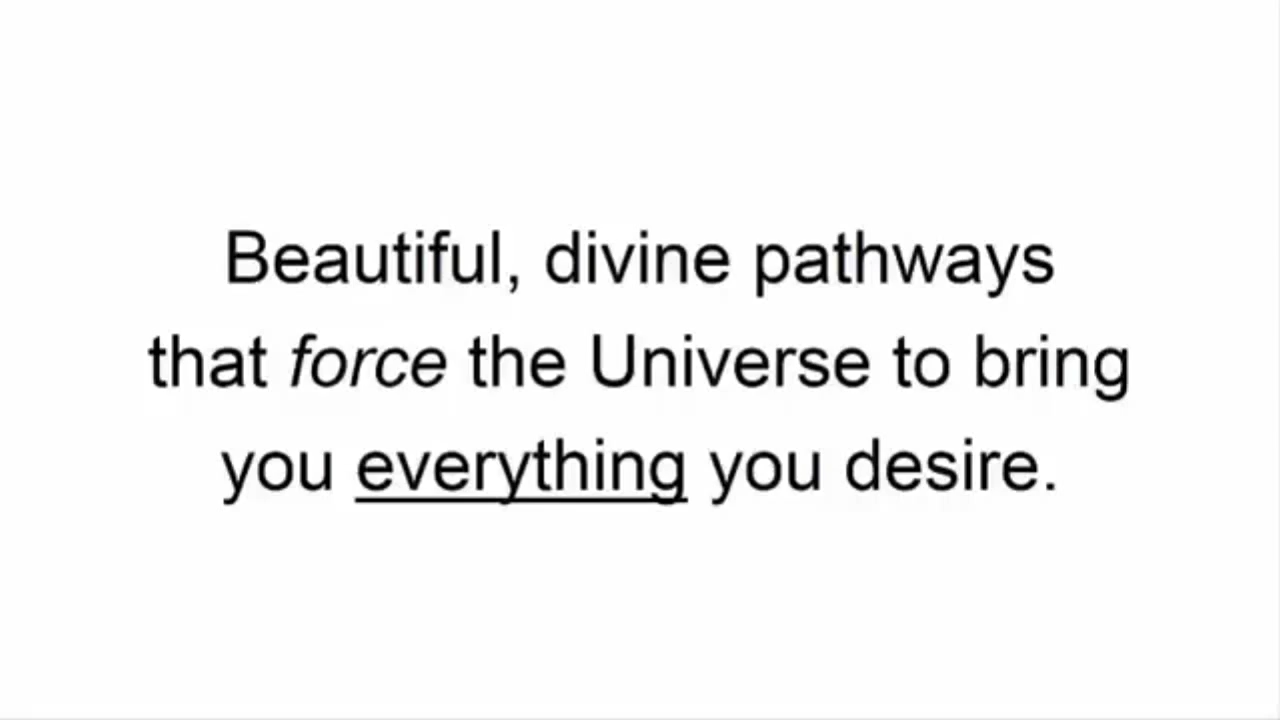 Beautiful, divine pathways
that force the Universe to bring
you everything you desire.